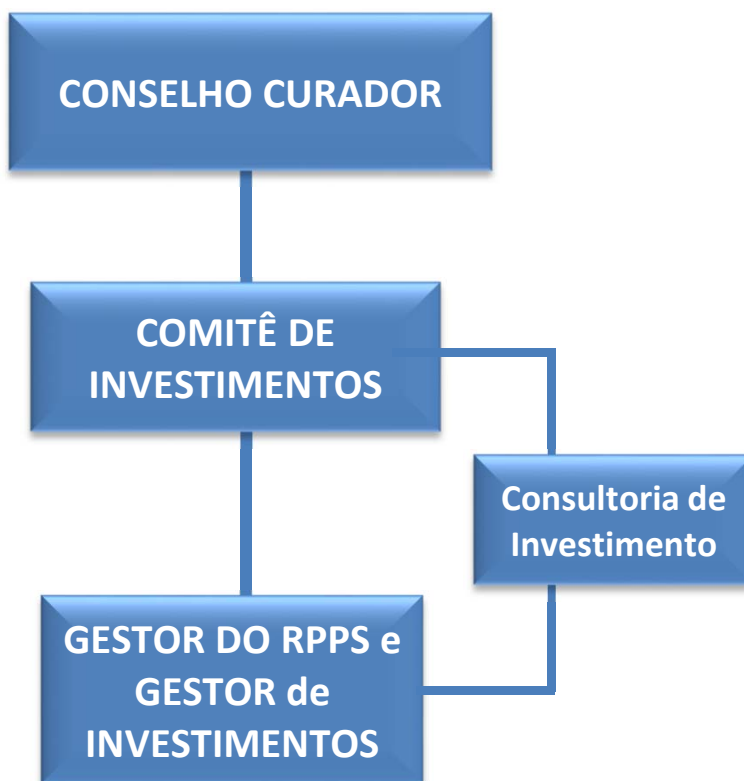 CONSELHO CURADOR
COMITÊ DE
INVESTIMENTOS
Consultoria de
Investimento
GESTOR DO RPPS e
GESTOR de
INVESTIMENTOS